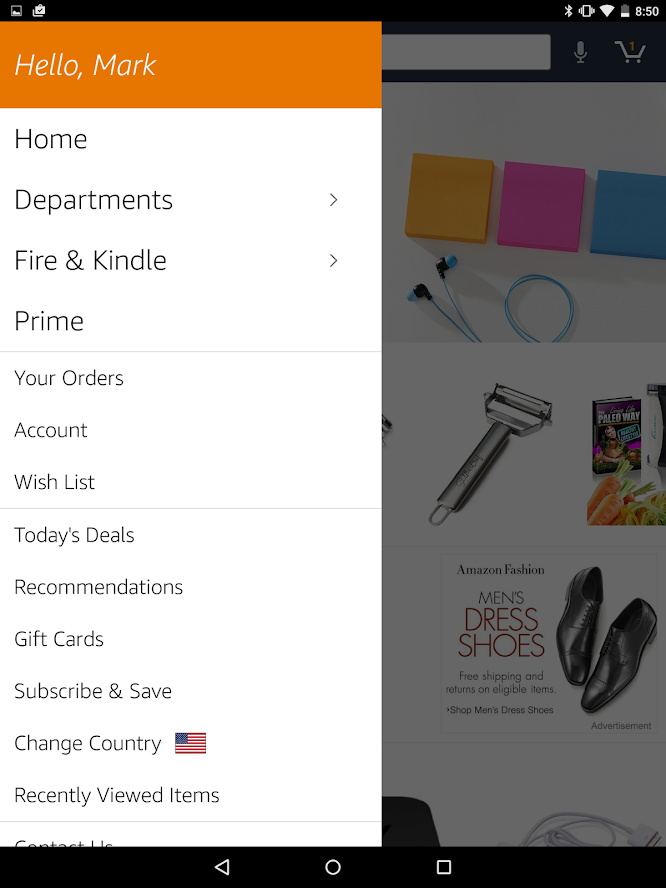 8:50
Hello, Mark
1
Home
Departments
Fire & Kindle
Prime
Your Orders
Account
Wish List
Today's Deals
Recommendations
Gift Cards
Subscribe & Save
Change Country
Recently Viewed Items
Contact Us
PALEO WAY
Amazon Fashion
MEN'S
DRESS
SHOES
Free shipping and
returns on eligible items.
›Shop Men's Dress Shoes
Advertisement